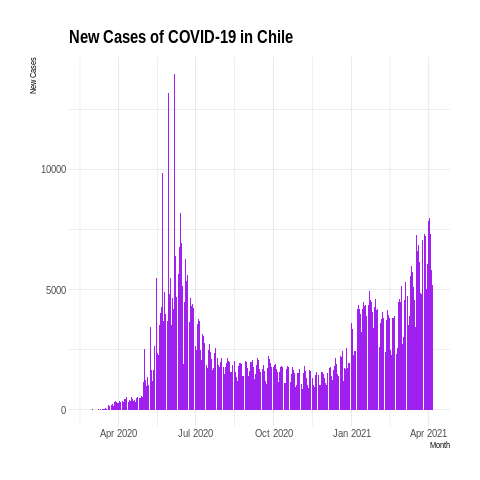 New Cases of COVID-19 in Chile
New Cases
10000
5000
0
Apr 2020 Jul 2020 Oct 2020 Jan 2021 Apr 2021
Month